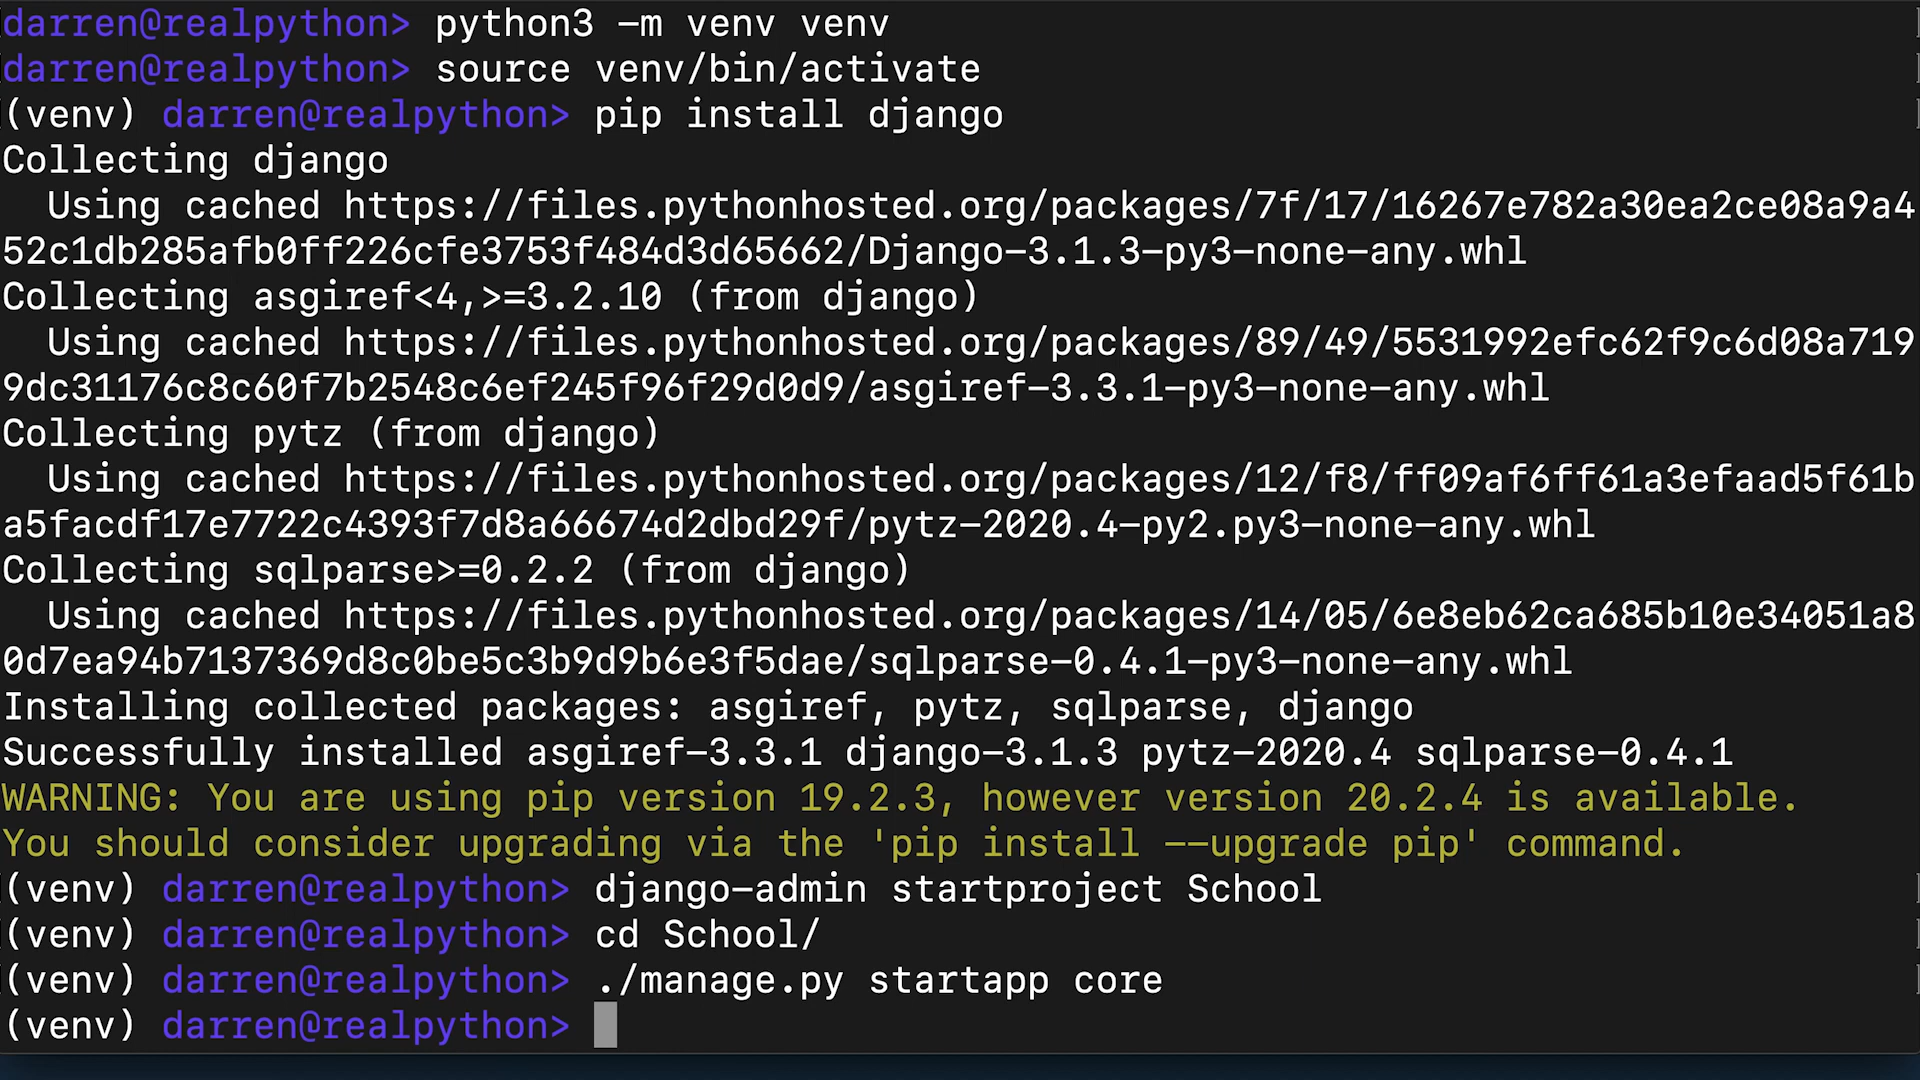 darren@realpython> python3 -m venv venv
darren@realpython> source venv/bin/activate
(venv) darren@realpython> pip install django
Collecting django
  Using cached https://files.pythonhosted.org/packages/7f/17/16267e782a30ea2ce08a9a4
52c1db285afb0ff226cfe3753f484d3d65662/Django-3.1.3-py3-none-any.whl
Collecting asgiref<4,>=3.2.10 (from django)
  Using cached https://files.pythonhosted.org/packages/89/49/5531992efc62f9c6d08a719
9dc31176c8c60f7b2548c6ef245f96f29d0d9/asgiref-3.3.1-py3-none-any.whl
Collecting pytz (from django)
  Using cached https://files.pythonhosted.org/packages/12/f8/ff09af6ff61a3efaad5f61b
a5facdf17e7722c4393f7d8a66674d2dbd29f/pytz-2020.4-py2.py3-none-any.whl
Collecting sqlparse>=0.2.2 (from django)
  Using cached https://files.pythonhosted.org/packages/14/05/6e8eb62ca685b10e34051a8
0d7ea94b7137369d8c0be5c3b9d9b6e3f5dae/sqlparse-0.4.1-py3-none-any.whl
Installing collected packages: asgiref, pytz, sqlparse, django
Successfully installed asgiref-3.3.1 django-3.1.3 pytz-2020.4 sqlparse-0.4.1
WARNING: You are using pip version 19.2.3, however version 20.2.4 is available.
You should consider upgrading via the 'pip install --upgrade pip' command.
(venv) darren@realpython> django-admin startproject School
(venv) darren@realpython> cd School/
(venv) darren@realpython> ./manage.py startapp core
(venv) darren@realpython>